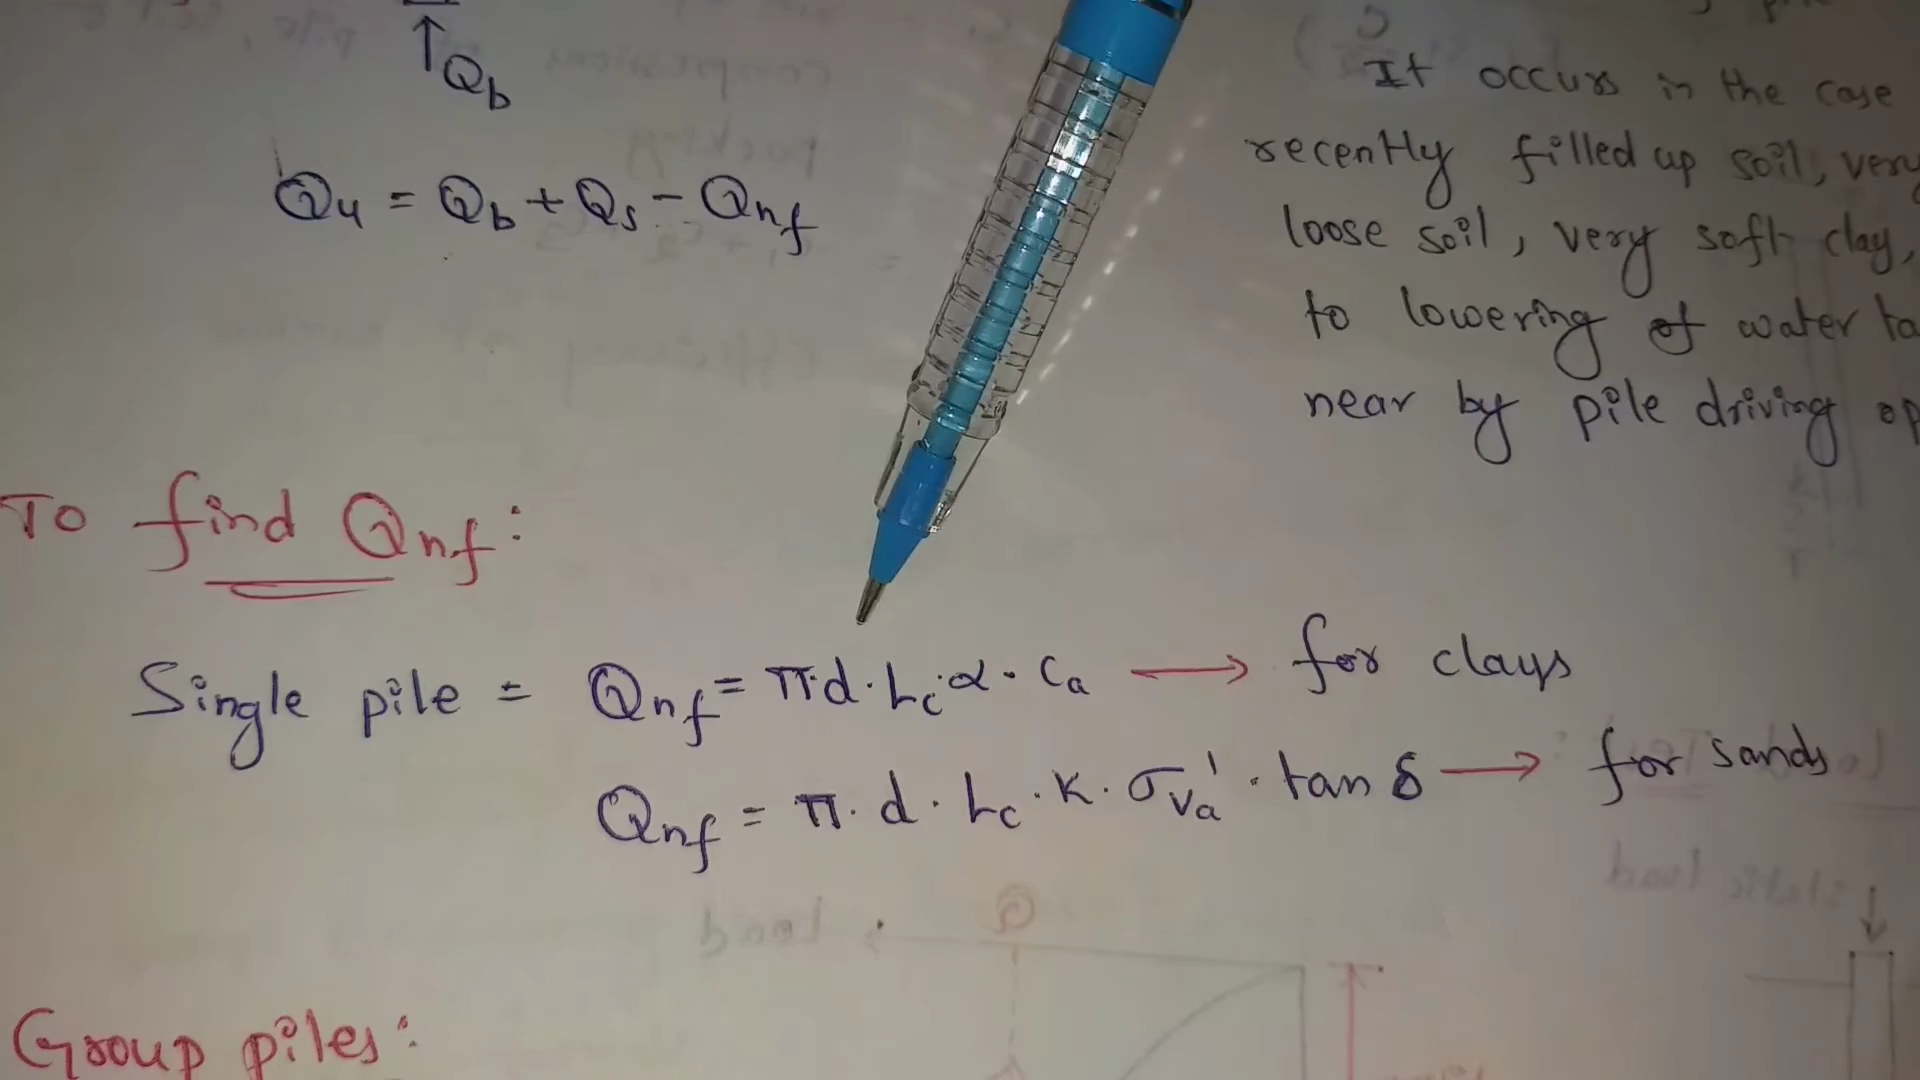 ↑Qb
Qu = Qb + Qs - Qnf
It occurs in the case
recently filled up soil, very
loose soil, very soft clay,
to lowering of water ta
near by pile driving op
To find Qnf:
Single pile = Qnf = π·d·Lc·α·Ca → for clays
Qnf = π·d·Lc·K·σva'·tan δ → for sands
Group piles: